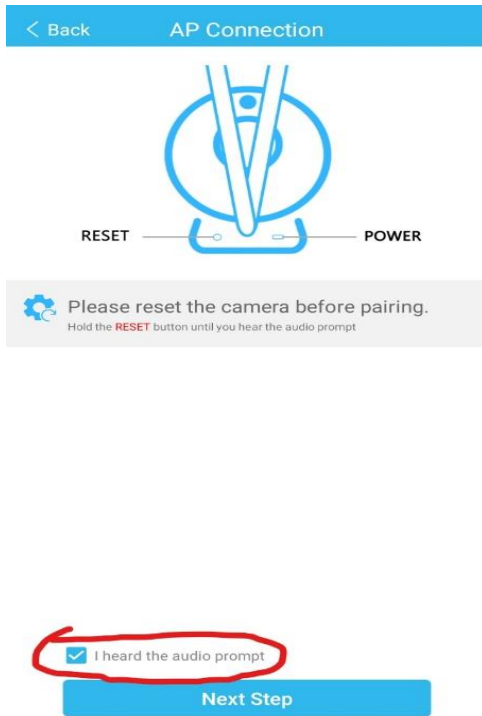 < Back AP Connection
RESET POWER
Please reset the camera before pairing.
Hold the RESET button until you hear the audio prompt
I heard the audio prompt
Next Step